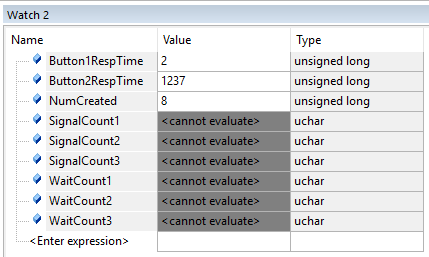 Watch 2
Name Value Type
Button1RespTime 2 unsigned long
Button2RespTime 1237 unsigned long
NumCreated 8 unsigned long
SignalCount1 <cannot evaluate> uchar
SignalCount2 <cannot evaluate> uchar
SignalCount3 <cannot evaluate> uchar
WaitCount1 <cannot evaluate> uchar
WaitCount2 <cannot evaluate> uchar
WaitCount3 <cannot evaluate> uchar
<Enter expression>